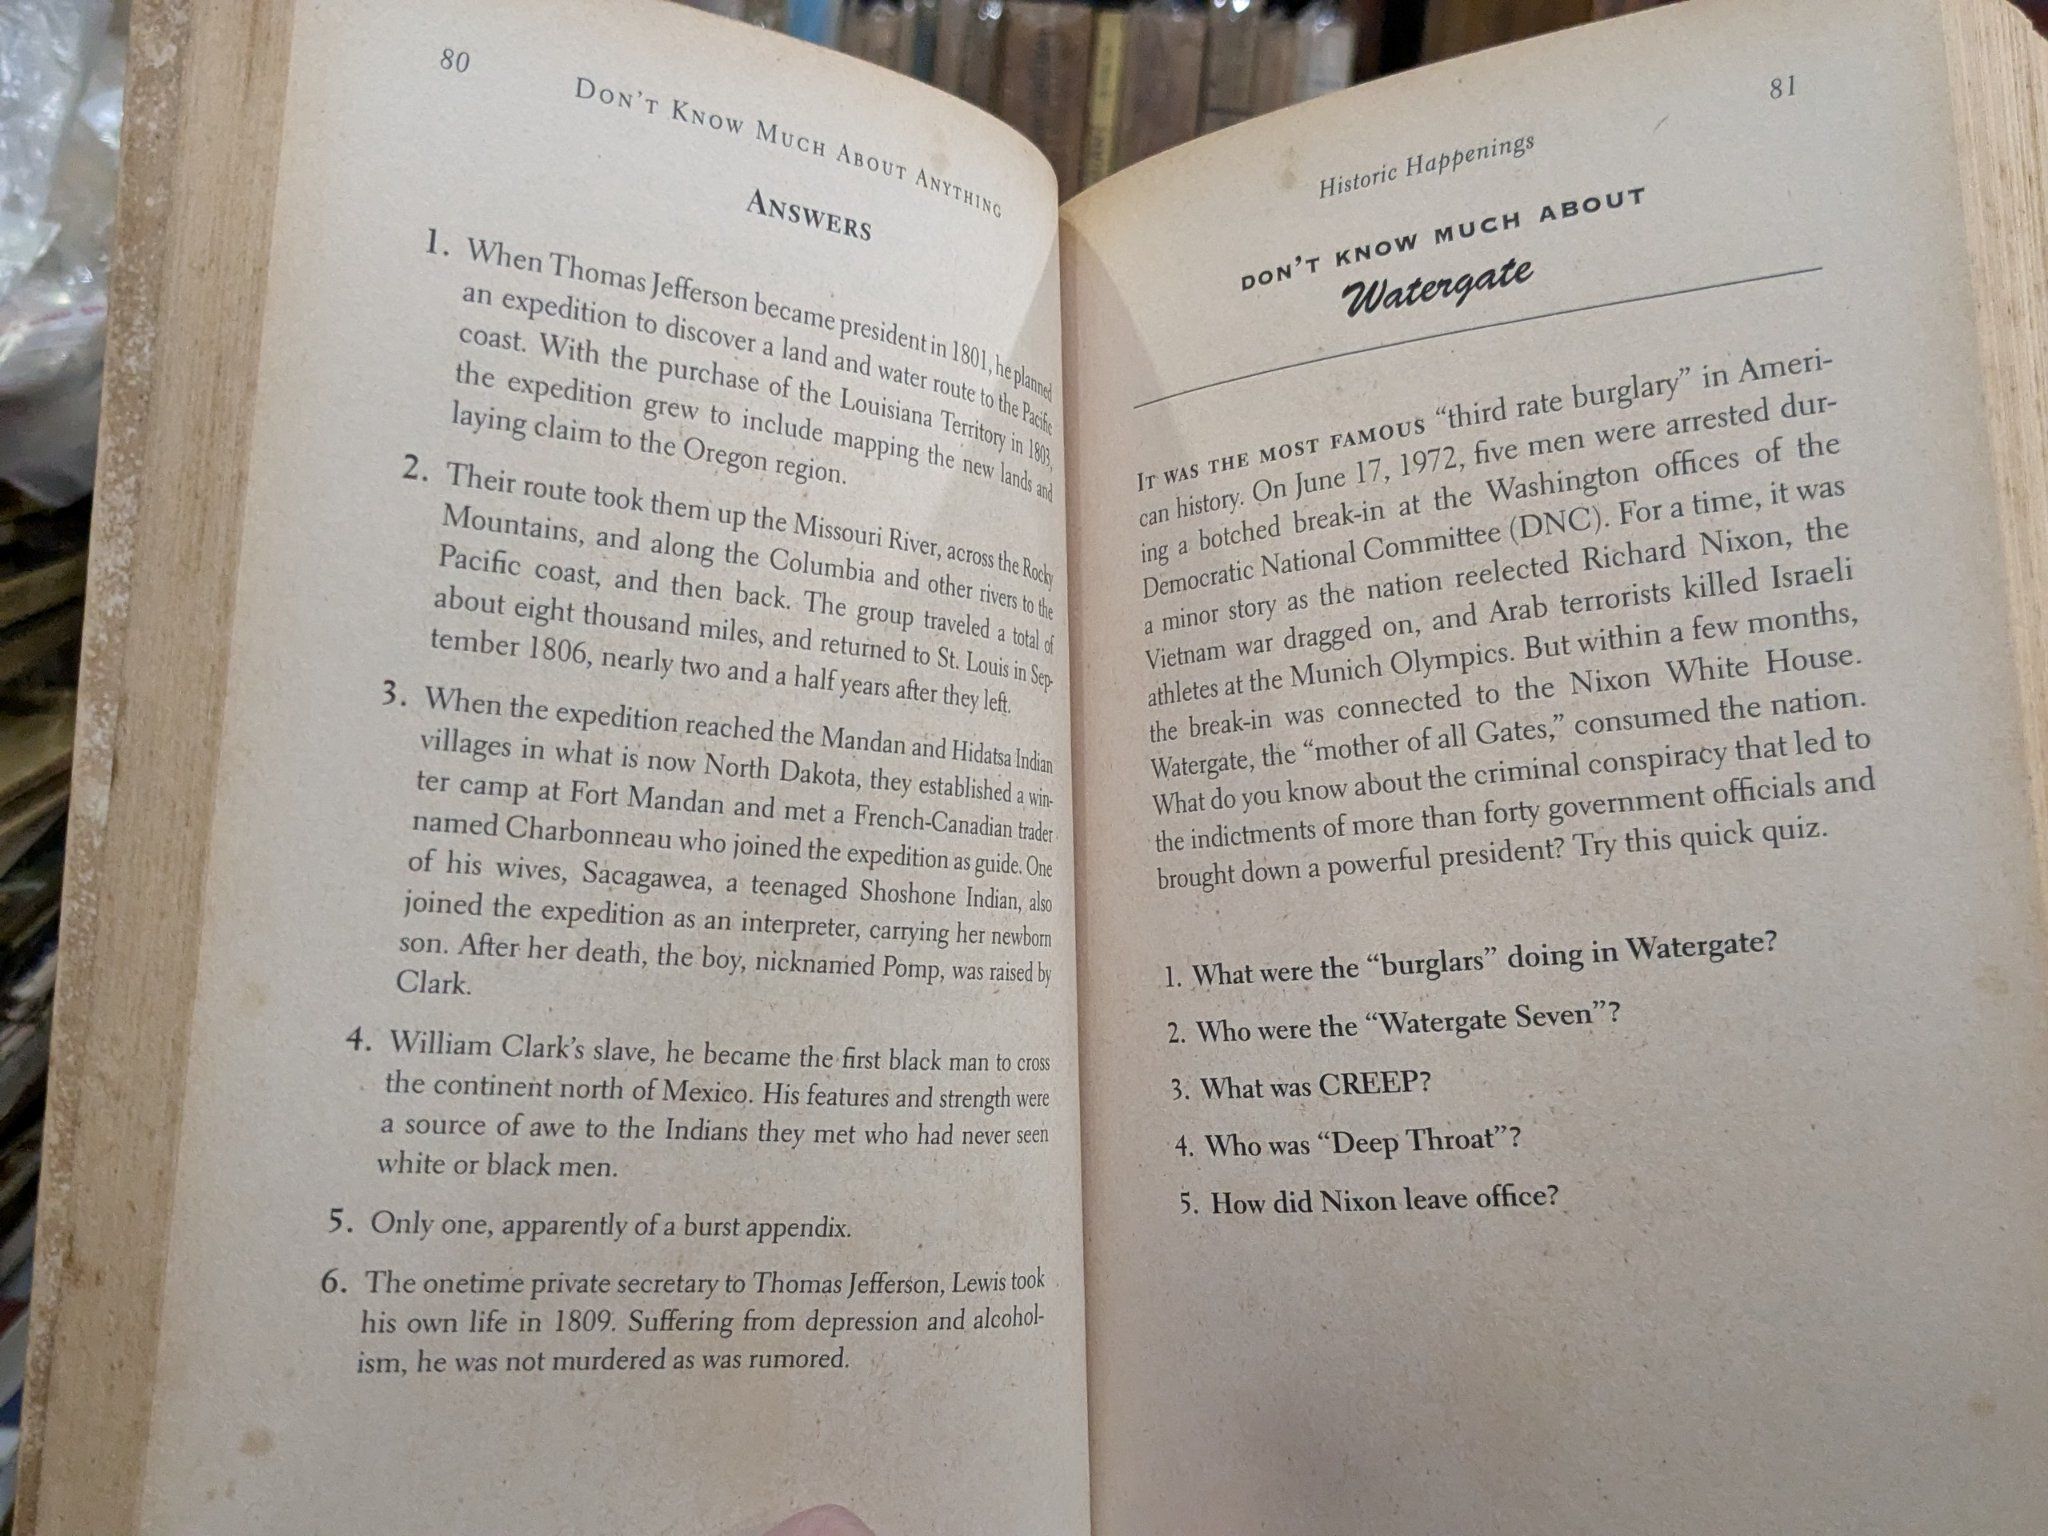 80
DON'T KNOW MUCH ABOUT ANYTHING
ANSWERS
1. When Thomas Jefferson became president in 1801, he planned
an expedition to discover a land and water route to the Pacific
coast. With the purchase of the Louisiana Territory in 1803,
the expedition grew to include mapping the new lands and
laying claim to the Oregon region.
2. Their route took them up the Missouri River, across the Rocky
Mountains, and along the Columbia and other rivers to the
Pacific coast, and then back. The group traveled a total of
about eight thousand miles, and returned to St. Louis in Sep-
tember 1806, nearly two and a half years after they left.
3. When the expedition reached the Mandan and Hidatsa Indian
villages in what is now North Dakota, they established a win-
ter camp at Fort Mandan and met a French-Canadian trader
named Charbonneau who joined the expedition as guide. One
of his wives, Sacagawea, a teenaged Shoshone Indian, also
joined the expedition as an interpreter, carrying her newborn
son. After her death, the boy, nicknamed Pomp, was raised by
Clark.
4. William Clark's slave, he became the first black man to cross
the continent north of Mexico. His features and strength were
a source of awe to the Indians they met who had never seen
white or black men.
5. Only one, apparently of a burst appendix.
6. The onetime private secretary to Thomas Jefferson, Lewis took
his own life in 1809. Suffering from depression and alcohol-
ism, he was not murdered as was rumored.
81
Historic Happenings
DON'T KNOW MUCH ABOUT
Watergate
IT WAS THE MOST FAMOUS “third rate burglary” in Ameri-
can history. On June 17, 1972, five men were arrested dur-
ing a botched break-in at the Washington offices of the
Democratic National Committee (DNC). For a time, it was
a minor story as the nation reelected Richard Nixon, the
Vietnam war dragged on, and Arab terrorists killed Israeli
athletes at the Munich Olympics. But within a few months,
the break-in was connected to the Nixon White House.
Watergate, the “mother of all Gates,” consumed the nation.
What do you know about the criminal conspiracy that led to
the indictments of more than forty government officials and
brought down a powerful president? Try this quick quiz.
1. What were the “burglars” doing in Watergate?
2. Who were the “Watergate Seven”?
3. What was CREEP?
4. Who was “Deep Throat”?
5. How did Nixon leave office?